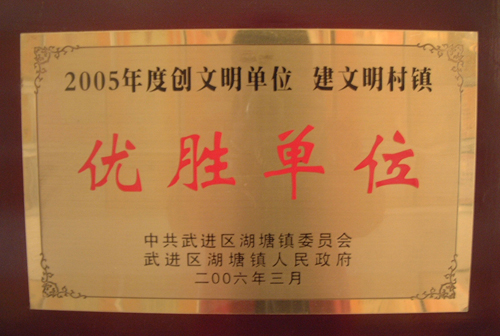 2005年度创文明单位 建文明村镇
优胜单位
中共武进区湖塘镇委员会
武进区湖塘镇人民政府
二00六年三月